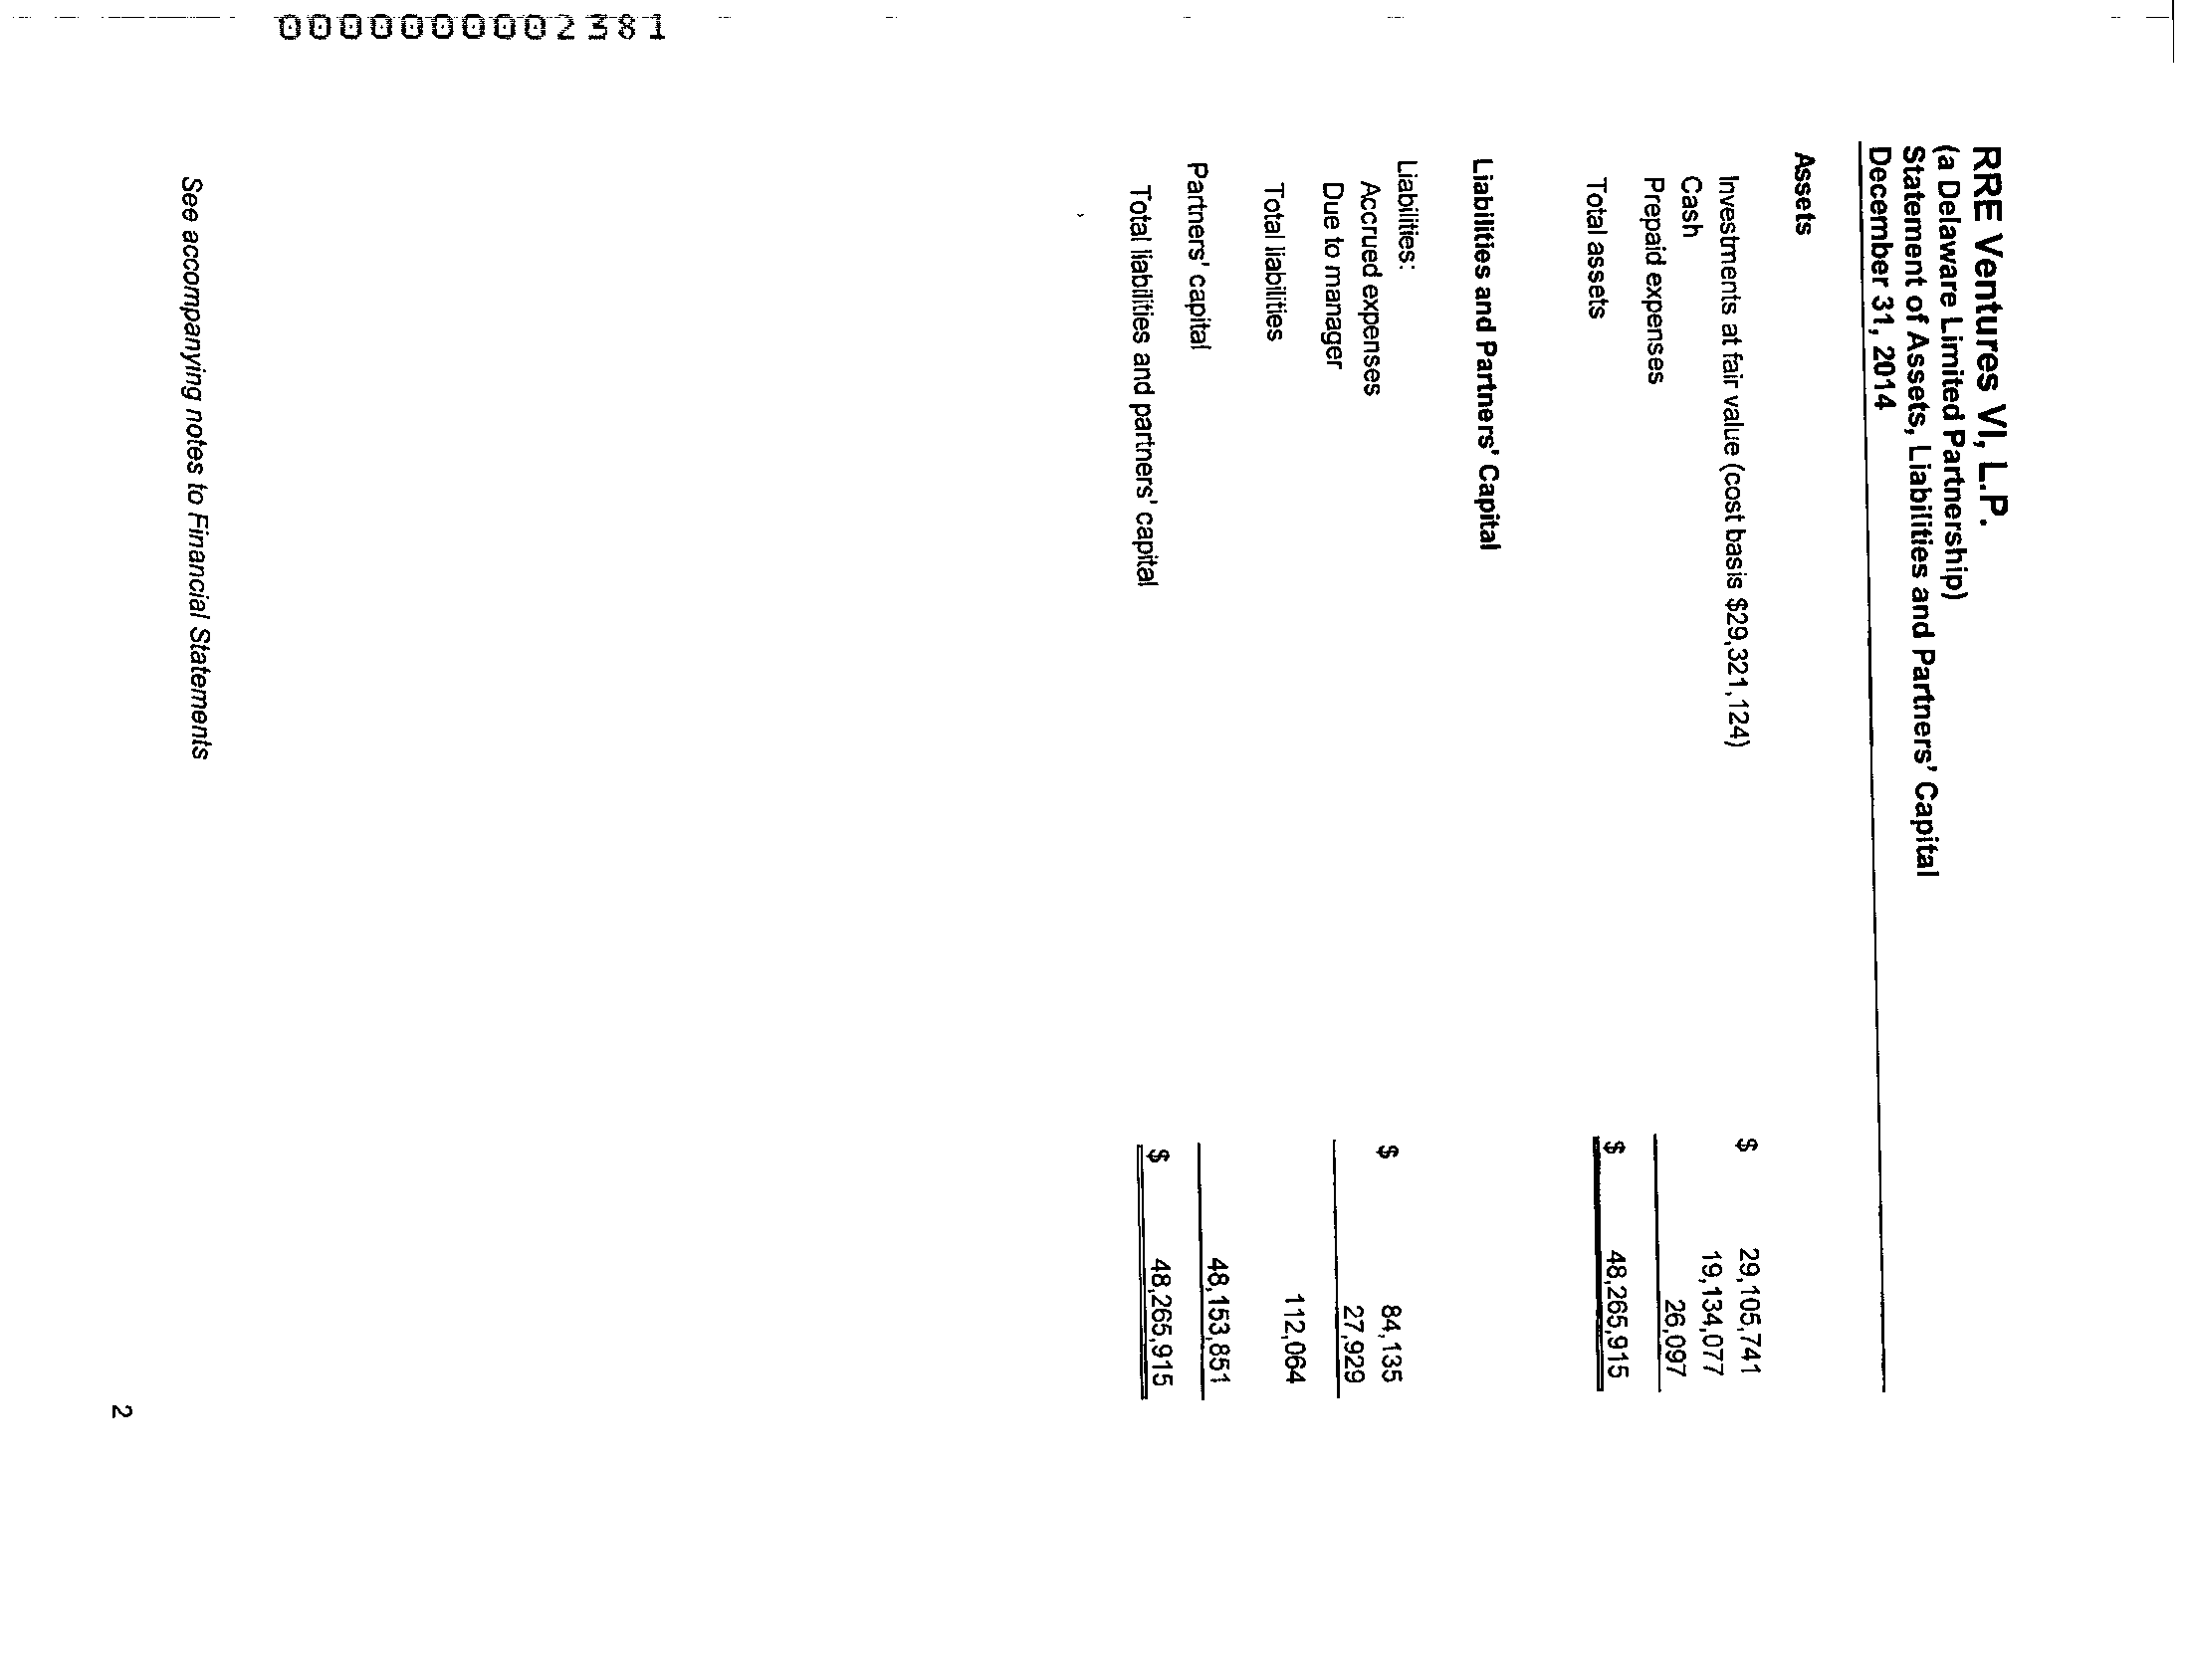 0000000002381
RRE Ventures VI, L.P.
(a Delaware Limited Partnership)
Statement of Assets, Liabilities and Partners' Capital
December 31, 2014
Assets
Investments at fair value (cost basis $29,321,124) $ 29,105,741
Cash 19,134,077
Prepaid expenses 26,097
Total assets $ 48,265,915
Liabilities and Partners' Capital
Liabilities:
Accrued expenses $ 84,135
Due to manager 27,929
Total liabilities 112,064
Partners' capital 48,153,851
Total liabilities and partners' capital $ 48,265,915
See accompanying notes to Financial Statements
2